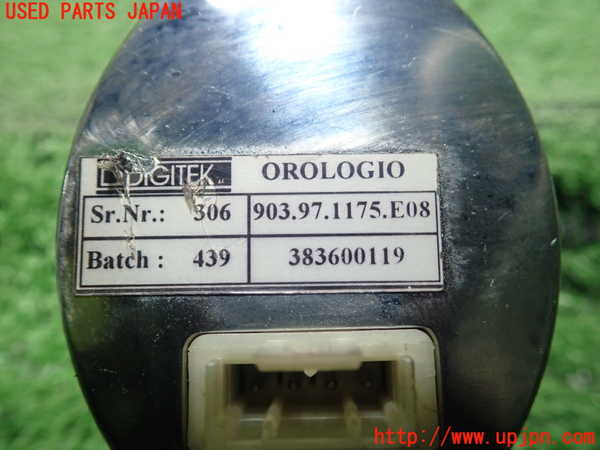 USED PARTS JAPAN
DIGITEK OROLOGIO
Sr.Nr.: 306 903.97.1175.E08
Batch : 439 383600119
http://www.upjpn.com/